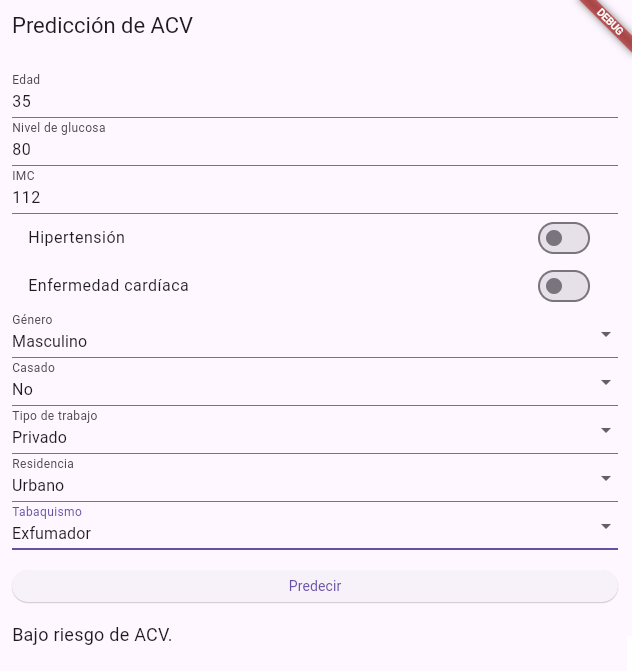 Predicción de ACV
DEBUG
Edad
35
Nivel de glucosa
80
IMC
112
Hipertensión
Enfermedad cardíaca
Género
Masculino
Casado
No
Tipo de trabajo
Privado
Residencia
Urbano
Tabaquismo
Exfumador
Predecir
Bajo riesgo de ACV.